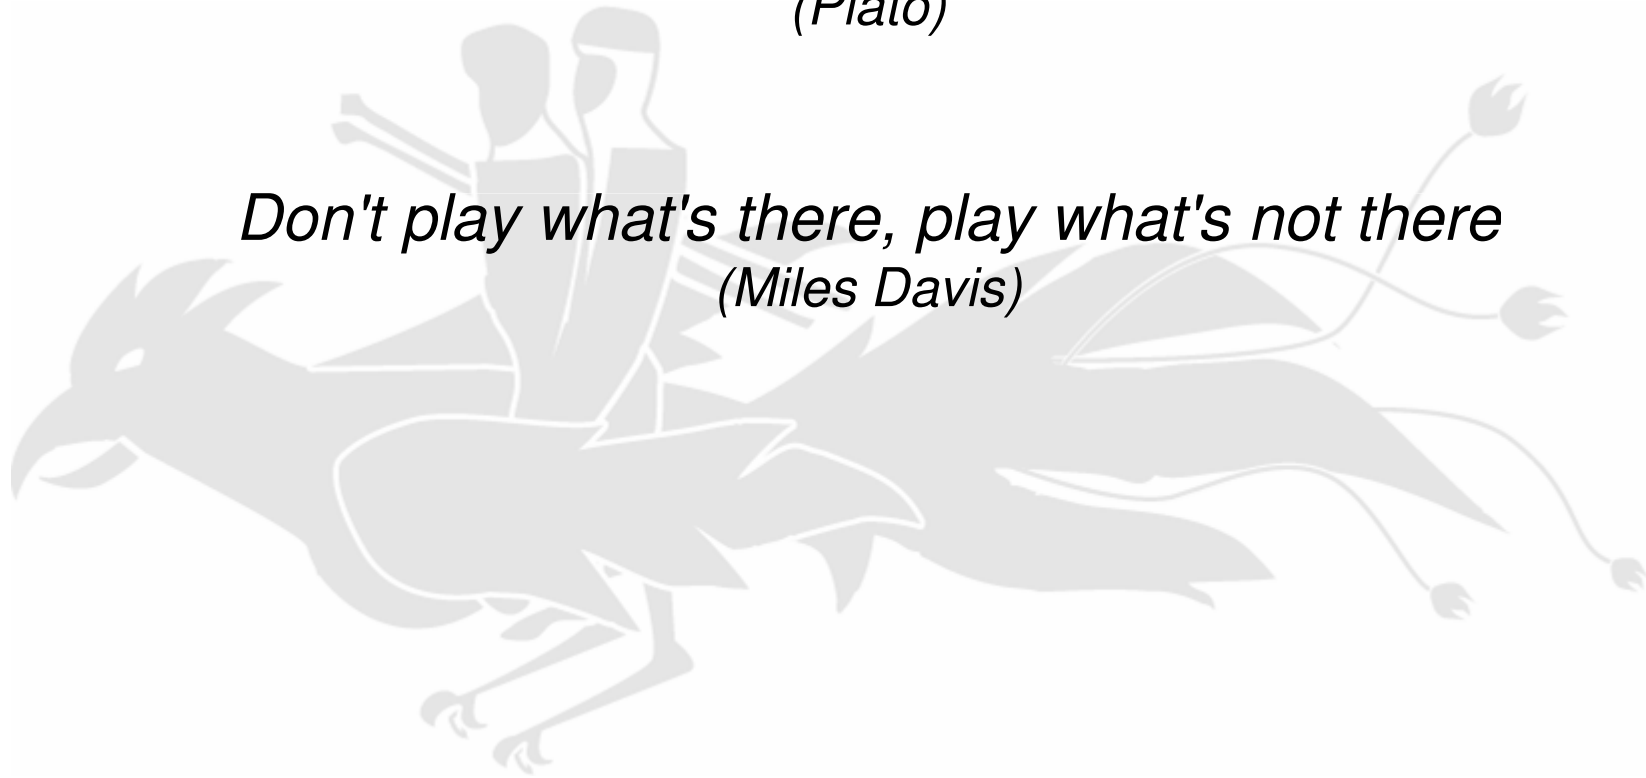 (Plato)
Don't play what's there, play what's not there
(Miles Davis)